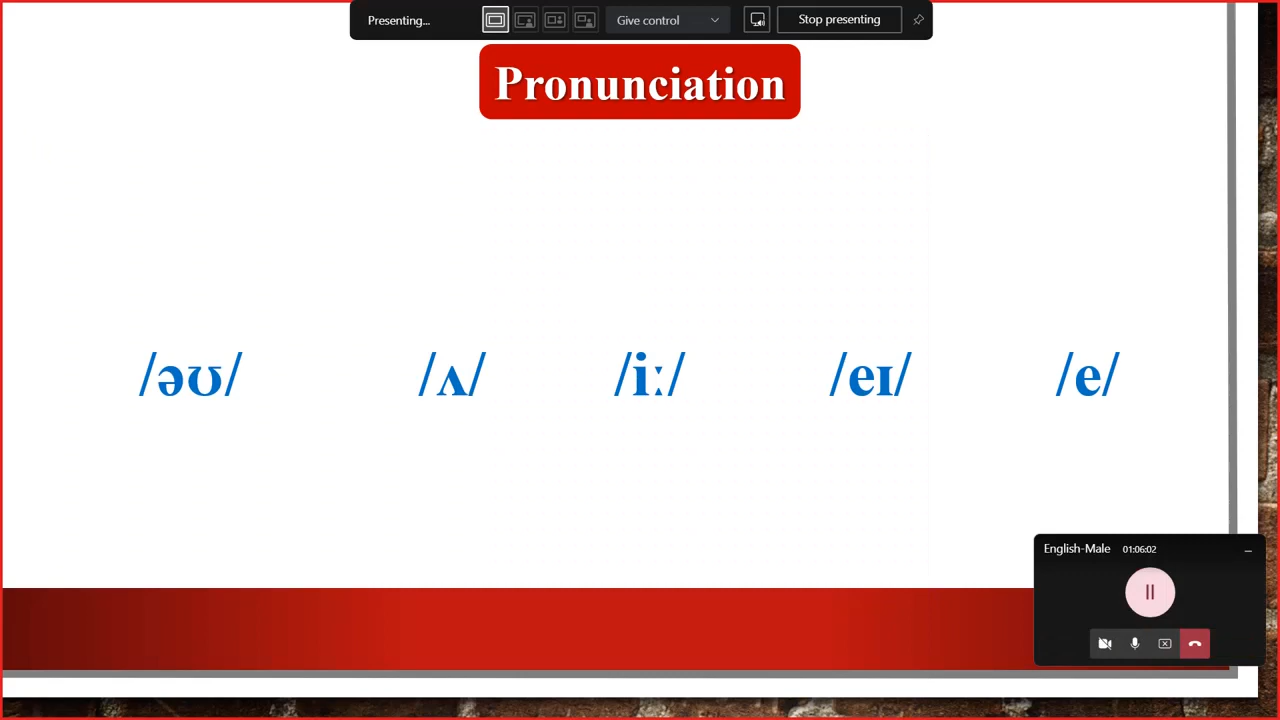 Presenting... Give control Stop presenting
Pronunciation
/əʊ/ /ʌ/ /iː/ /eɪ/ /e/
English-Male 01:06:02